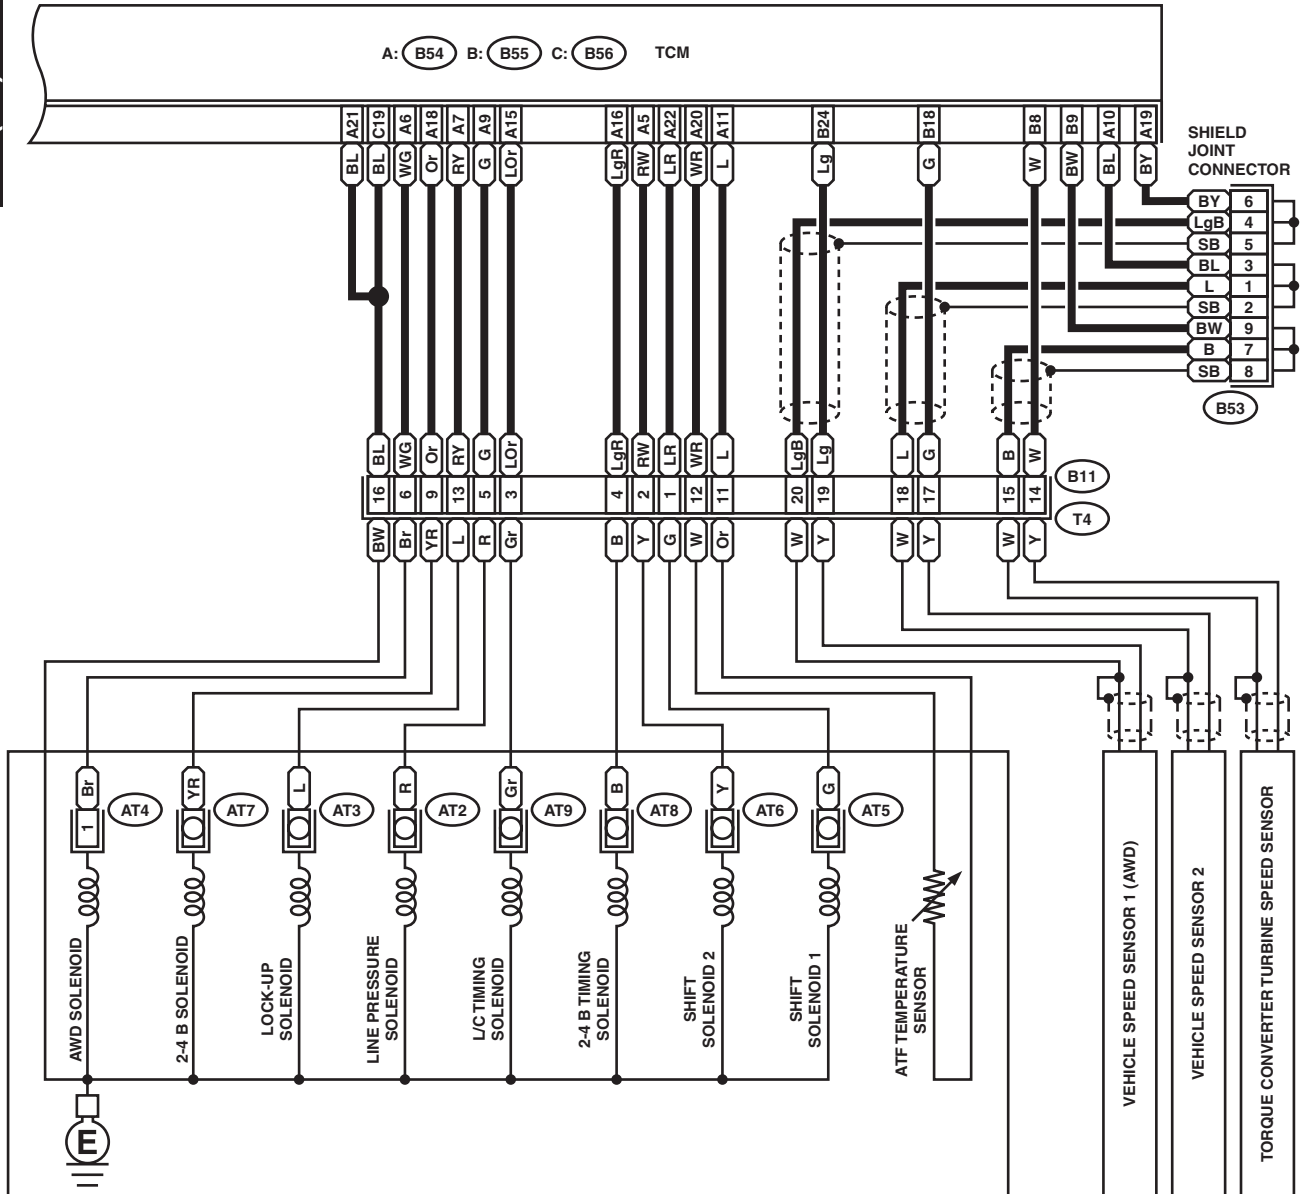 A: B54 B: B55 C: B56 TCM
A21 C19 A6 A18 A7 A9 A15 A16 A5 A22 A20 A11 B24 B18 B8 B9 A10 A19
BL BL WG Or RY G LOr LgR RW LR WR L Lg G W BW BL BY
SHIELD
JOINT
CONNECTOR
BY 6
LgB 4
SB 5
BL 3
L 1
SB 2
BW 9
B 7
SB 8
B53
BL WG Or RY G LOr LgR RW LR WR L LgB Lg L G B W
B11
16 6 9 13 5 3 4 2 1 12 11 20 19 18 17 15 14
T4
BW Br YR L R Gr B Y G W Or W Y W Y W Y
Br YR L R Gr B Y G
1 AT4 AT7 AT3 AT2 AT9 AT8 AT6 AT5
AWD SOLENOID
2-4 B SOLENOID
LOCK-UP
SOLENOID
LINE PRESSURE
SOLENOID
L/C TIMING
SOLENOID
2-4 B TIMING
SOLENOID
SHIFT
SOLENOID 2
SHIFT
SOLENOID 1
ATF TEMPERATURE
SENSOR
VEHICLE SPEED SENSOR 1 (AWD)
VEHICLE SPEED SENSOR 2
TORQUE CONVERTER TURBINE SPEED SENSOR
E